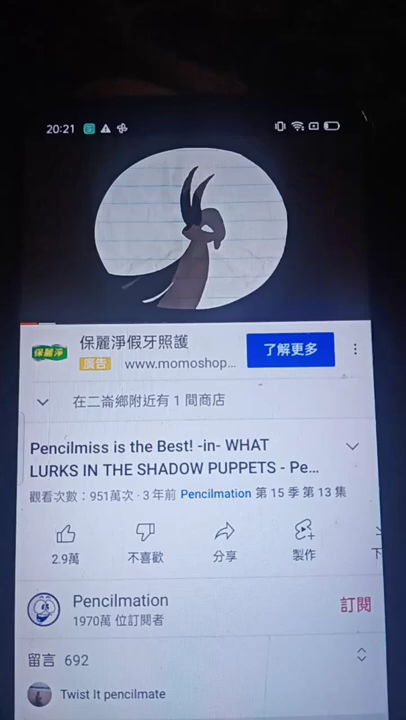 20:21
保麗淨
保麗淨假牙照護
廣告 www.momoshop...
了解更多
在二崙鄉附近有 1 間商店
Pencilmiss is the Best! -in- WHAT
LURKS IN THE SHADOW PUPPETS - Pe...
觀看次數：951萬次 · 3 年前 Pencilmation 第 15 季第 13 集
2.9萬 不喜歡 分享 製作 下
Pencilmation
1970萬 位訂閱者
訂閱
留言 692
Twist It pencilmate